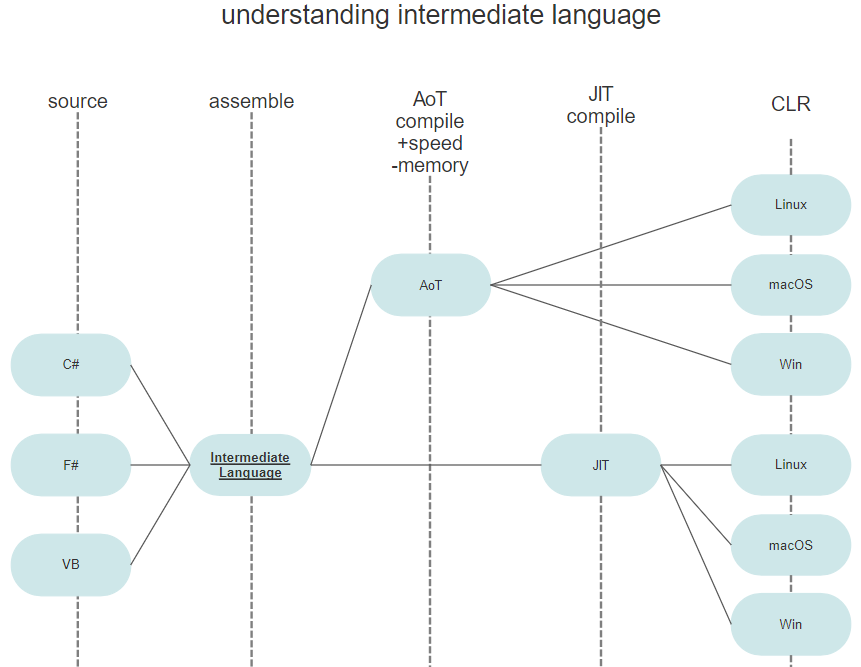 understanding intermediate language
source
assemble
AoT
compile
+speed
-memory
JIT
compile
CLR
Linux
AoT
macOS
C#
Win
F#
Intermediate
Language
JIT
Linux
macOS
VB
Win